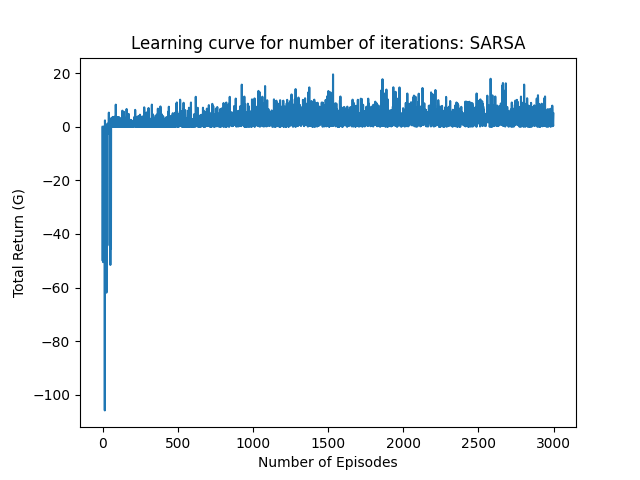 Learning curve for number of iterations: SARSA
20
0
−20
−40
−60
−80
−100
Total Return (G)
0 500 1000 1500 2000 2500 3000
Number of Episodes